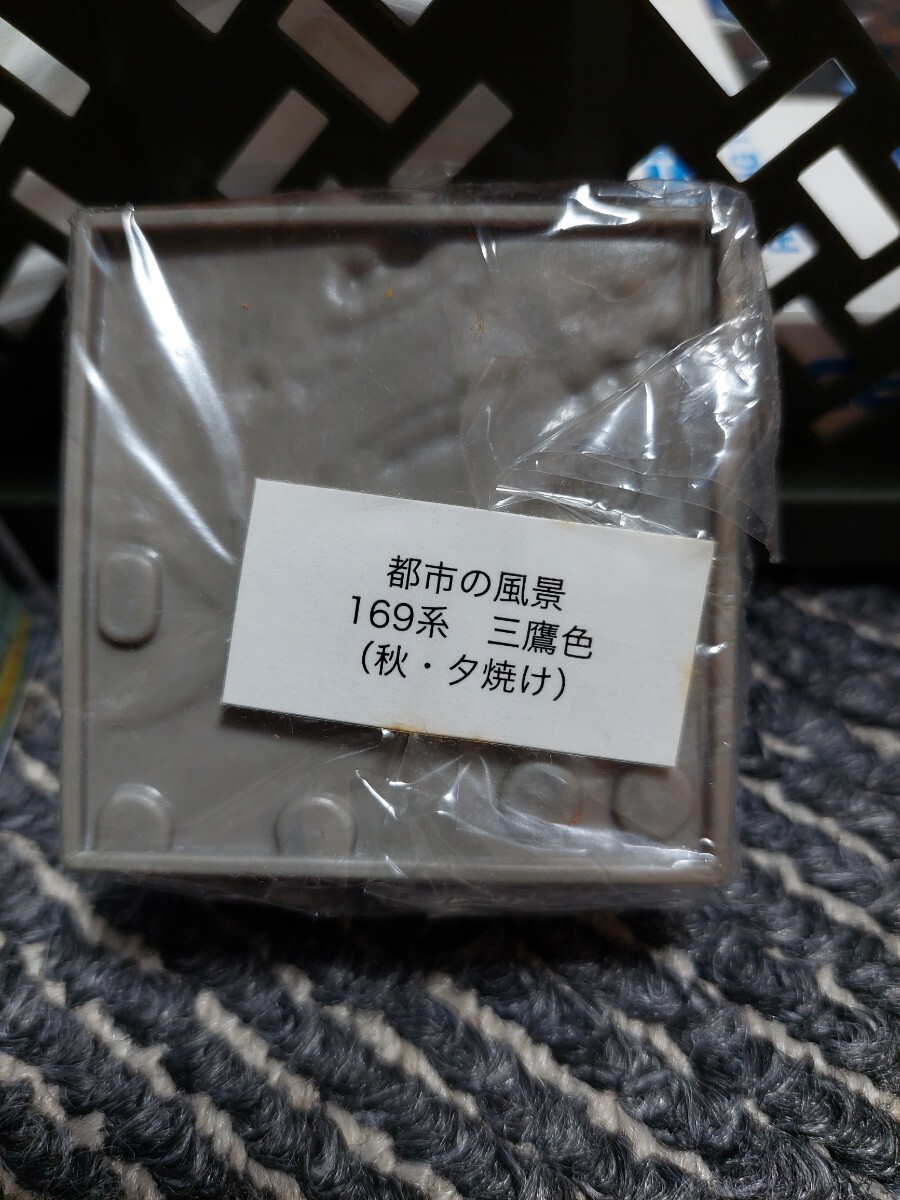 都市の風景
169系　三鷹色
（秋・夕焼け）